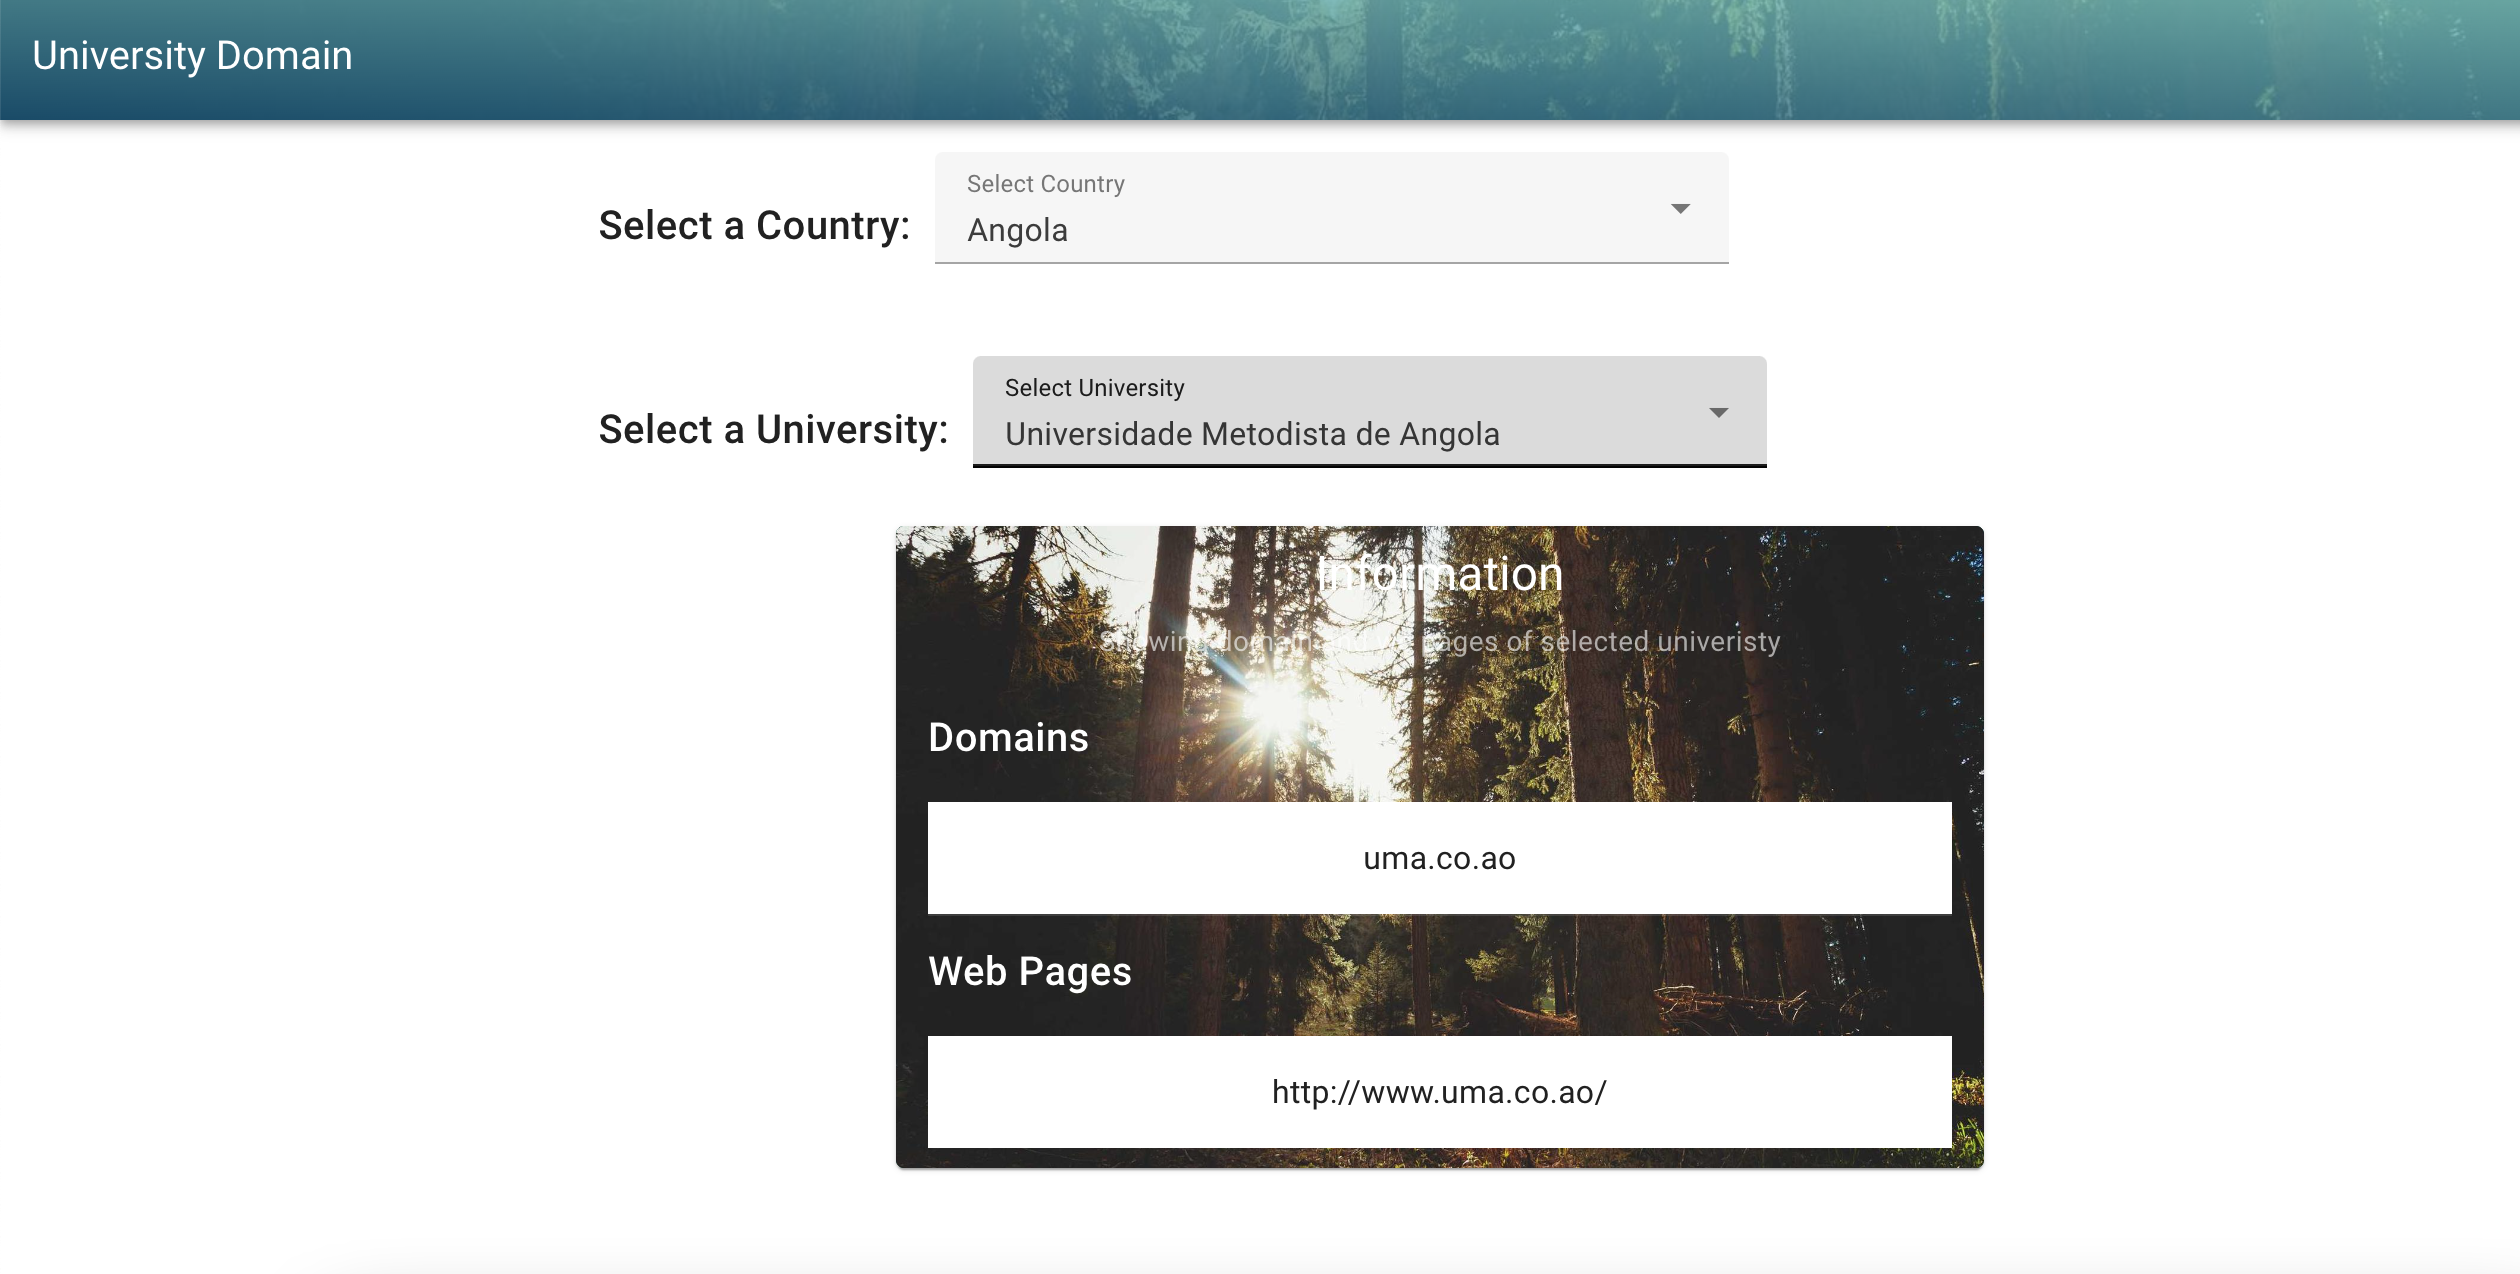 University Domain
Select a Country:
Select Country
Angola
Select a University:
Select University
Universidade Metodista de Angola
Information
Showing domain and web pages of selected univeristy
Domains
uma.co.ao
Web Pages
http://www.uma.co.ao/